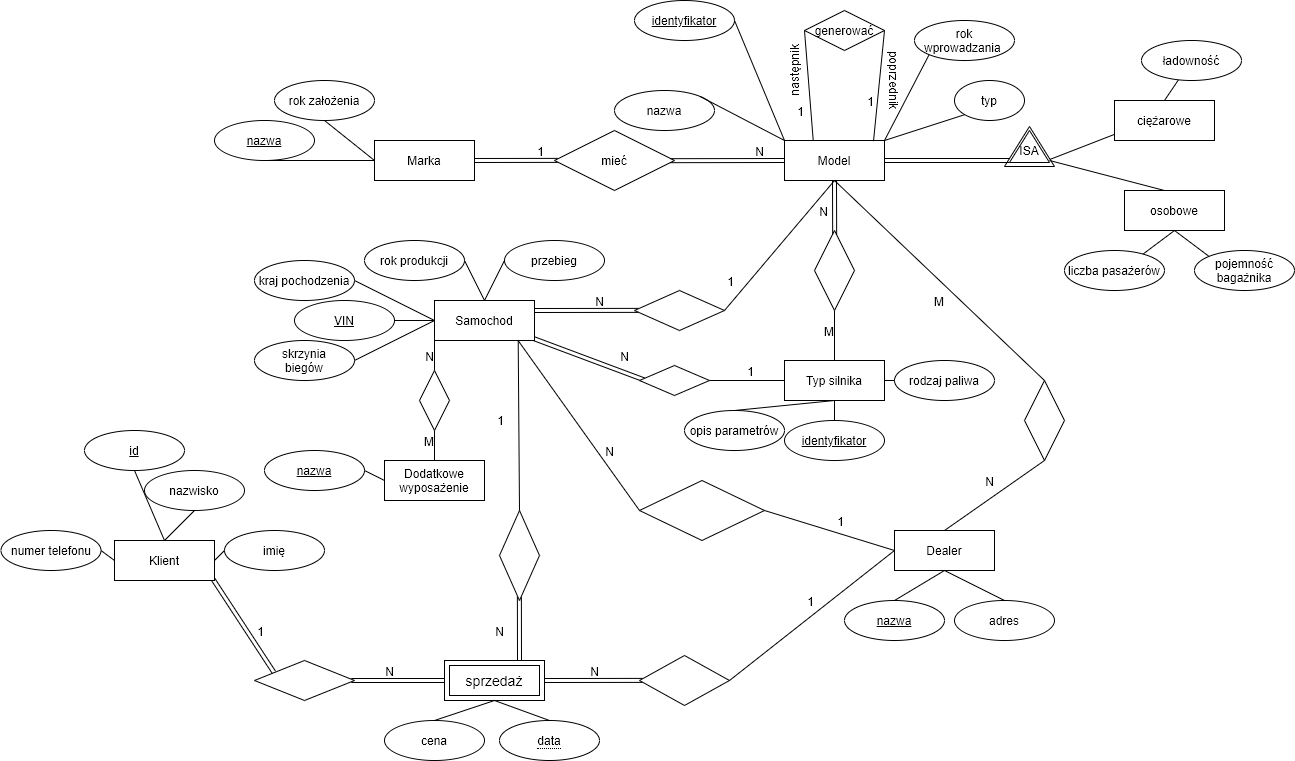 identyfikator
generować
rok
wprowadzania
następnik
poprzednik
1
1
ładowność
typ
nazwa
rok założenia
nazwa
ciężarowe
Marka
1
mieć
N
Model
ISA
osobowe
N
liczba pasażerów
pojemność
bagażnika
rok produkcji
przebieg
kraj pochodzenia
VIN
skrzynia
biegów
Samochod
N
1
M
M
N
1
N
Typ silnika
rodzaj paliwa
opis parametrów
identyfikator
M
1
N
nazwa
Dodatkowe
wyposażenie
N
id
nazwisko
numer telefonu
Klient
imię
1
Dealer
nazwa
adres
1
1
N
N
N
sprzedaż
cena
data